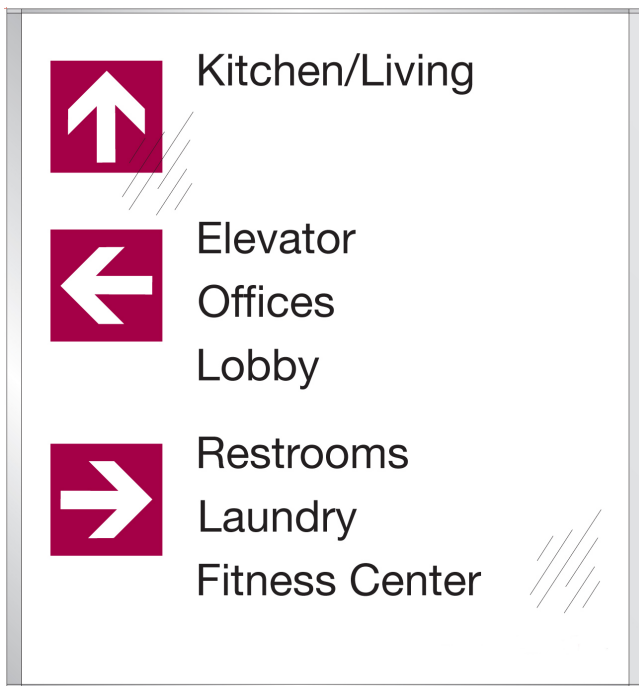 Kitchen/Living
Elevator
Offices
Lobby
Restrooms
Laundry
Fitness Center